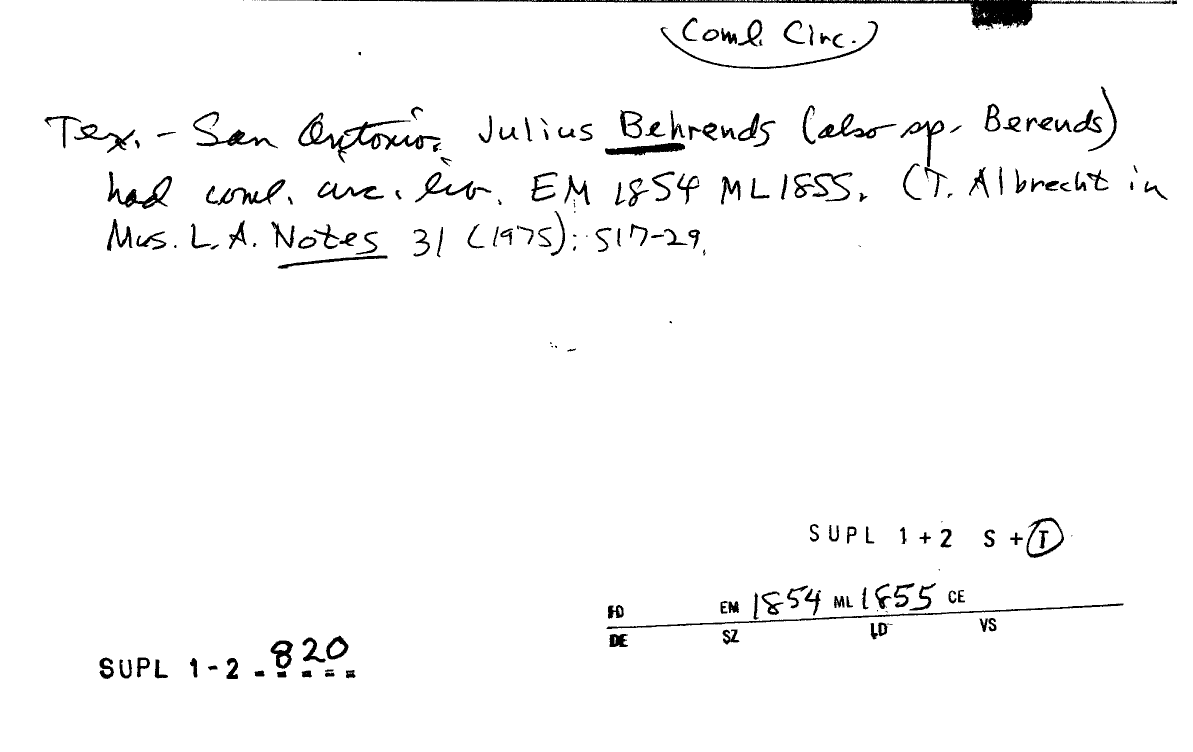 Coml. Circ.
Tex. - San Antonio. Julius Behrends (also sp. Berends)
had coml. circ. lib. EM 1854 ML 1855. (T. Albrecht in
Mus. L. A. Notes 31 (1975): 517-29.
SUPL 1+2 S + T
FD EM 1854 ML 1855 CE
DE SZ LD VS
SUPL 1-2 - 820